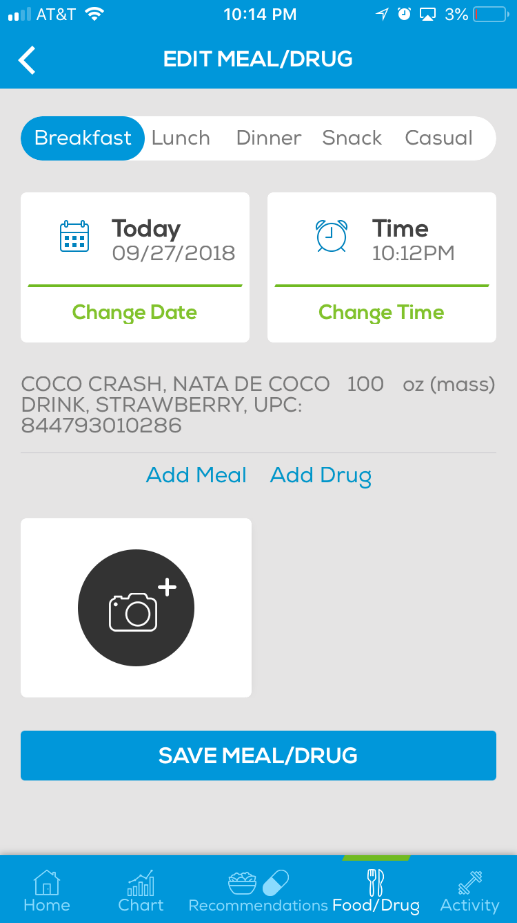 AT&T 10:14 PM 3%
EDIT MEAL/DRUG
Breakfast Lunch Dinner Snack Casual
Today
09/27/2018
Change Date
Time
10:12PM
Change Time
COCO CRASH, NATA DE COCO 100 oz (mass)
DRINK, STRAWBERRY, UPC:
844793010286
Add Meal Add Drug
SAVE MEAL/DRUG
Home Chart Recommendations Food/Drug Activity